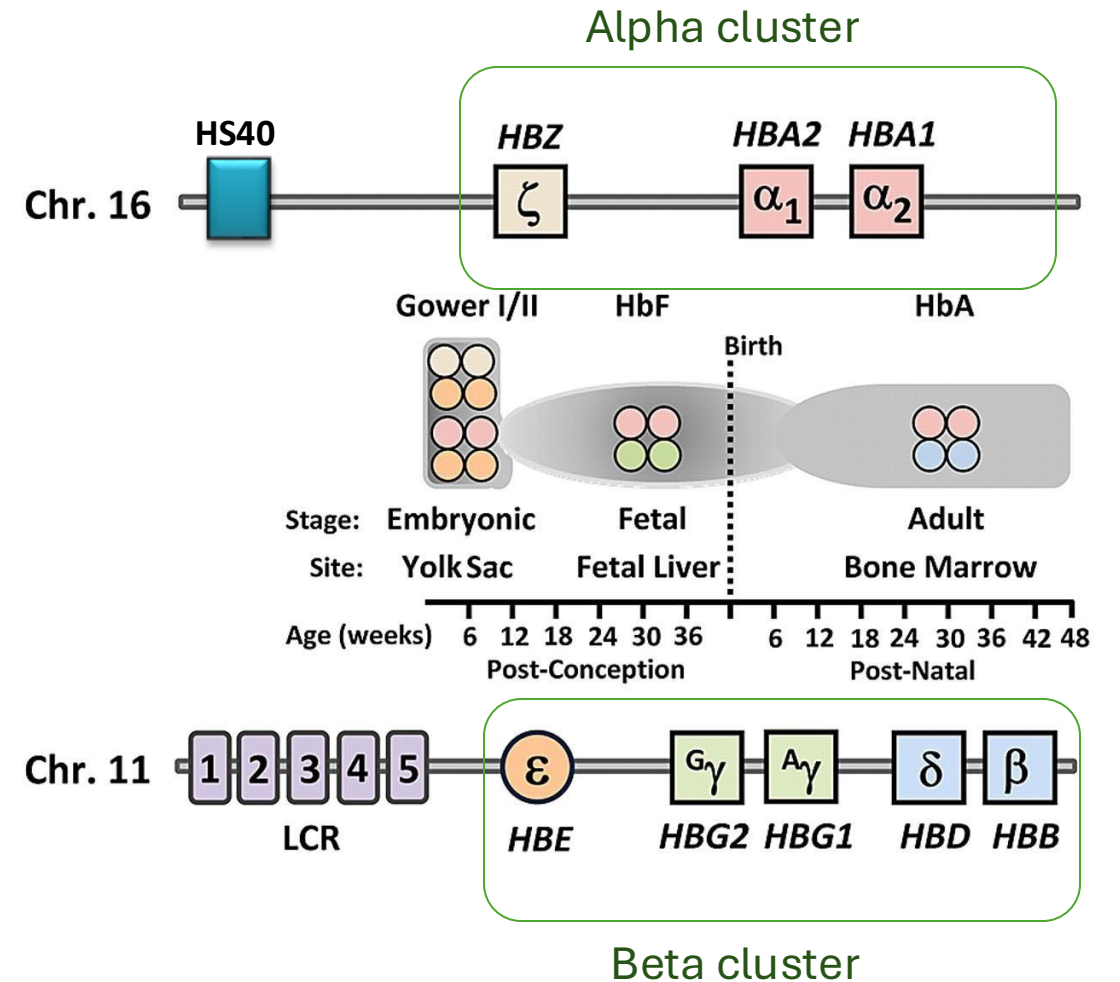 Alpha cluster
HS40
HBZ
HBA2 HBA1
Chr. 16
ζ
α1
α2
Gower I/II HbF HbA
Birth
Stage: Embryonic Fetal Adult
Site: Yolk Sac Fetal Liver Bone Marrow
Age (weeks) 6 12 18 24 30 36 6 12 18 24 30 36 42 48
Post-Conception Post-Natal
Chr. 11 1 2 3 4 5 ε Gγ Aγ δ β
LCR HBE HBG2 HBG1 HBD HBB
Beta cluster